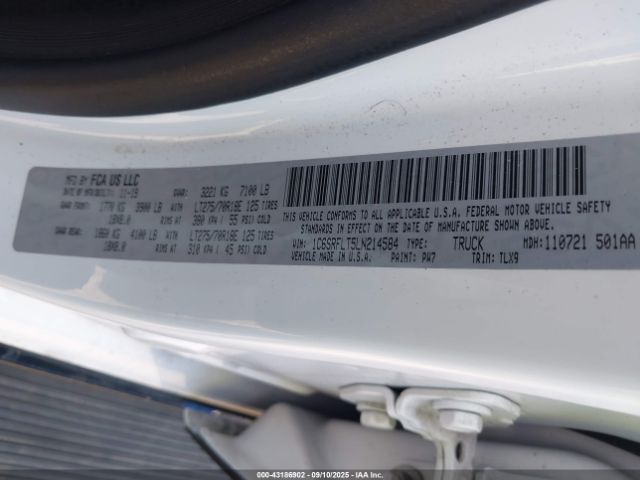 MFG BY FCA US LLC
DATE OF MFR 11-19 GVWR: 3221 KG 7100 LB
GAWR FRONT: 1770 KG 3900 LB WITH LT275/70R18E 125 TIRES
18X8.0 RIMS AT 380 KPA ( 55 PSI) COLD
GAWR REAR: 1860 KG 4100 LB WITH LT275/70R18E 125 TIRES
18X8.0 RIMS AT 310 KPA ( 45 PSI) COLD
THIS VEHICLE CONFORMS TO ALL APPLICABLE U.S.A. FEDERAL MOTOR VEHICLE SAFETY
STANDARDS IN EFFECT ON THE DATE OF MANUFACTURE SHOWN ABOVE.
VIN: 1C6SRFLT5LN214584 TYPE: TRUCK MDH: 110721 501AA
MADE IN U.S.A. PAINT: PW7 TRIM: TLX9
000-43186902 - 09/10/2025 - COPYRIGHT IAA, LLC.